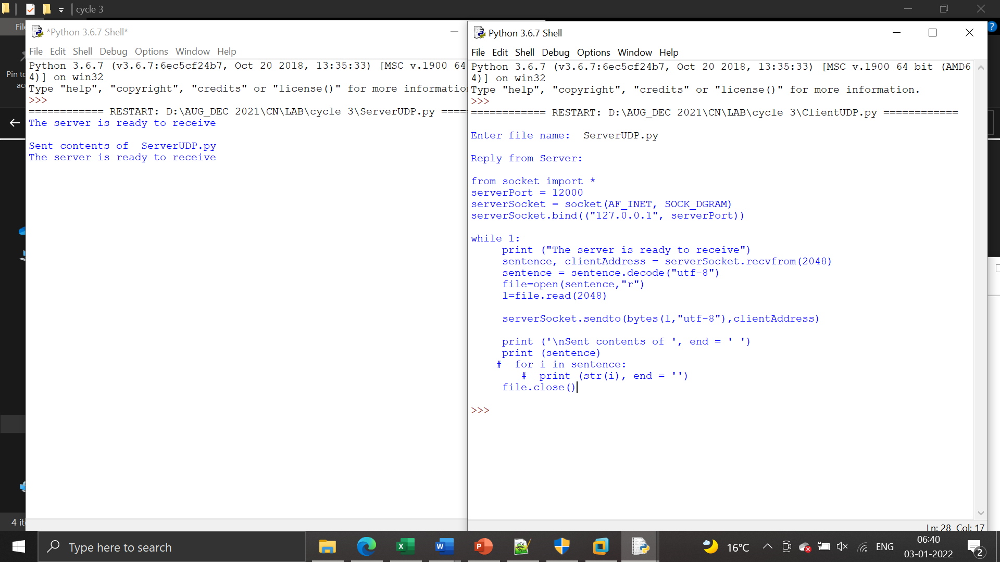 cycle 3
File
Pin to
4 it
*Python 3.6.7 Shell*
File Edit Shell Debug Options Window Help
Python 3.6.7 (v3.6.7:6ec5cf24b7, Oct 20 2018, 13:35:33) [MSC v.1900 64
4)] on win32
Type "help", "copyright", "credits" or "license()" for more informatio
>>>
============ RESTART: D:\AUG_DEC 2021\CN\LAB\cycle 3\ServerUDP.py ====
The server is ready to receive
Sent contents of  ServerUDP.py
The server is ready to receive
Python 3.6.7 Shell
File Edit Shell Debug Options Window Help
Python 3.6.7 (v3.6.7:6ec5cf24b7, Oct 20 2018, 13:35:33) [MSC v.1900 64 bit (AMD6
4)] on win32
Type "help", "copyright", "credits" or "license()" for more information.
>>>
============ RESTART: D:\AUG_DEC 2021\CN\LAB\cycle 3\ClientUDP.py ============
Enter file name:  ServerUDP.py
Reply from Server:
from socket import *
serverPort = 12000
serverSocket = socket(AF_INET, SOCK_DGRAM)
serverSocket.bind(("127.0.0.1", serverPort))
while 1:
     print ("The server is ready to receive")
     sentence, clientAddress = serverSocket.recvfrom(2048)
     sentence = sentence.decode("utf-8")
     file=open(sentence,"r")
     l=file.read(2048)
     serverSocket.sendto(bytes(l,"utf-8"),clientAddress)
     print ('\nSent contents of ', end = ' ')
     print (sentence)
    #  for i in sentence:
        #  print (str(i), end = '')
     file.close()
>>>
Ln: 28 Col: 17
Type here to search
16°C
ENG
06:40
03-01-2022
2